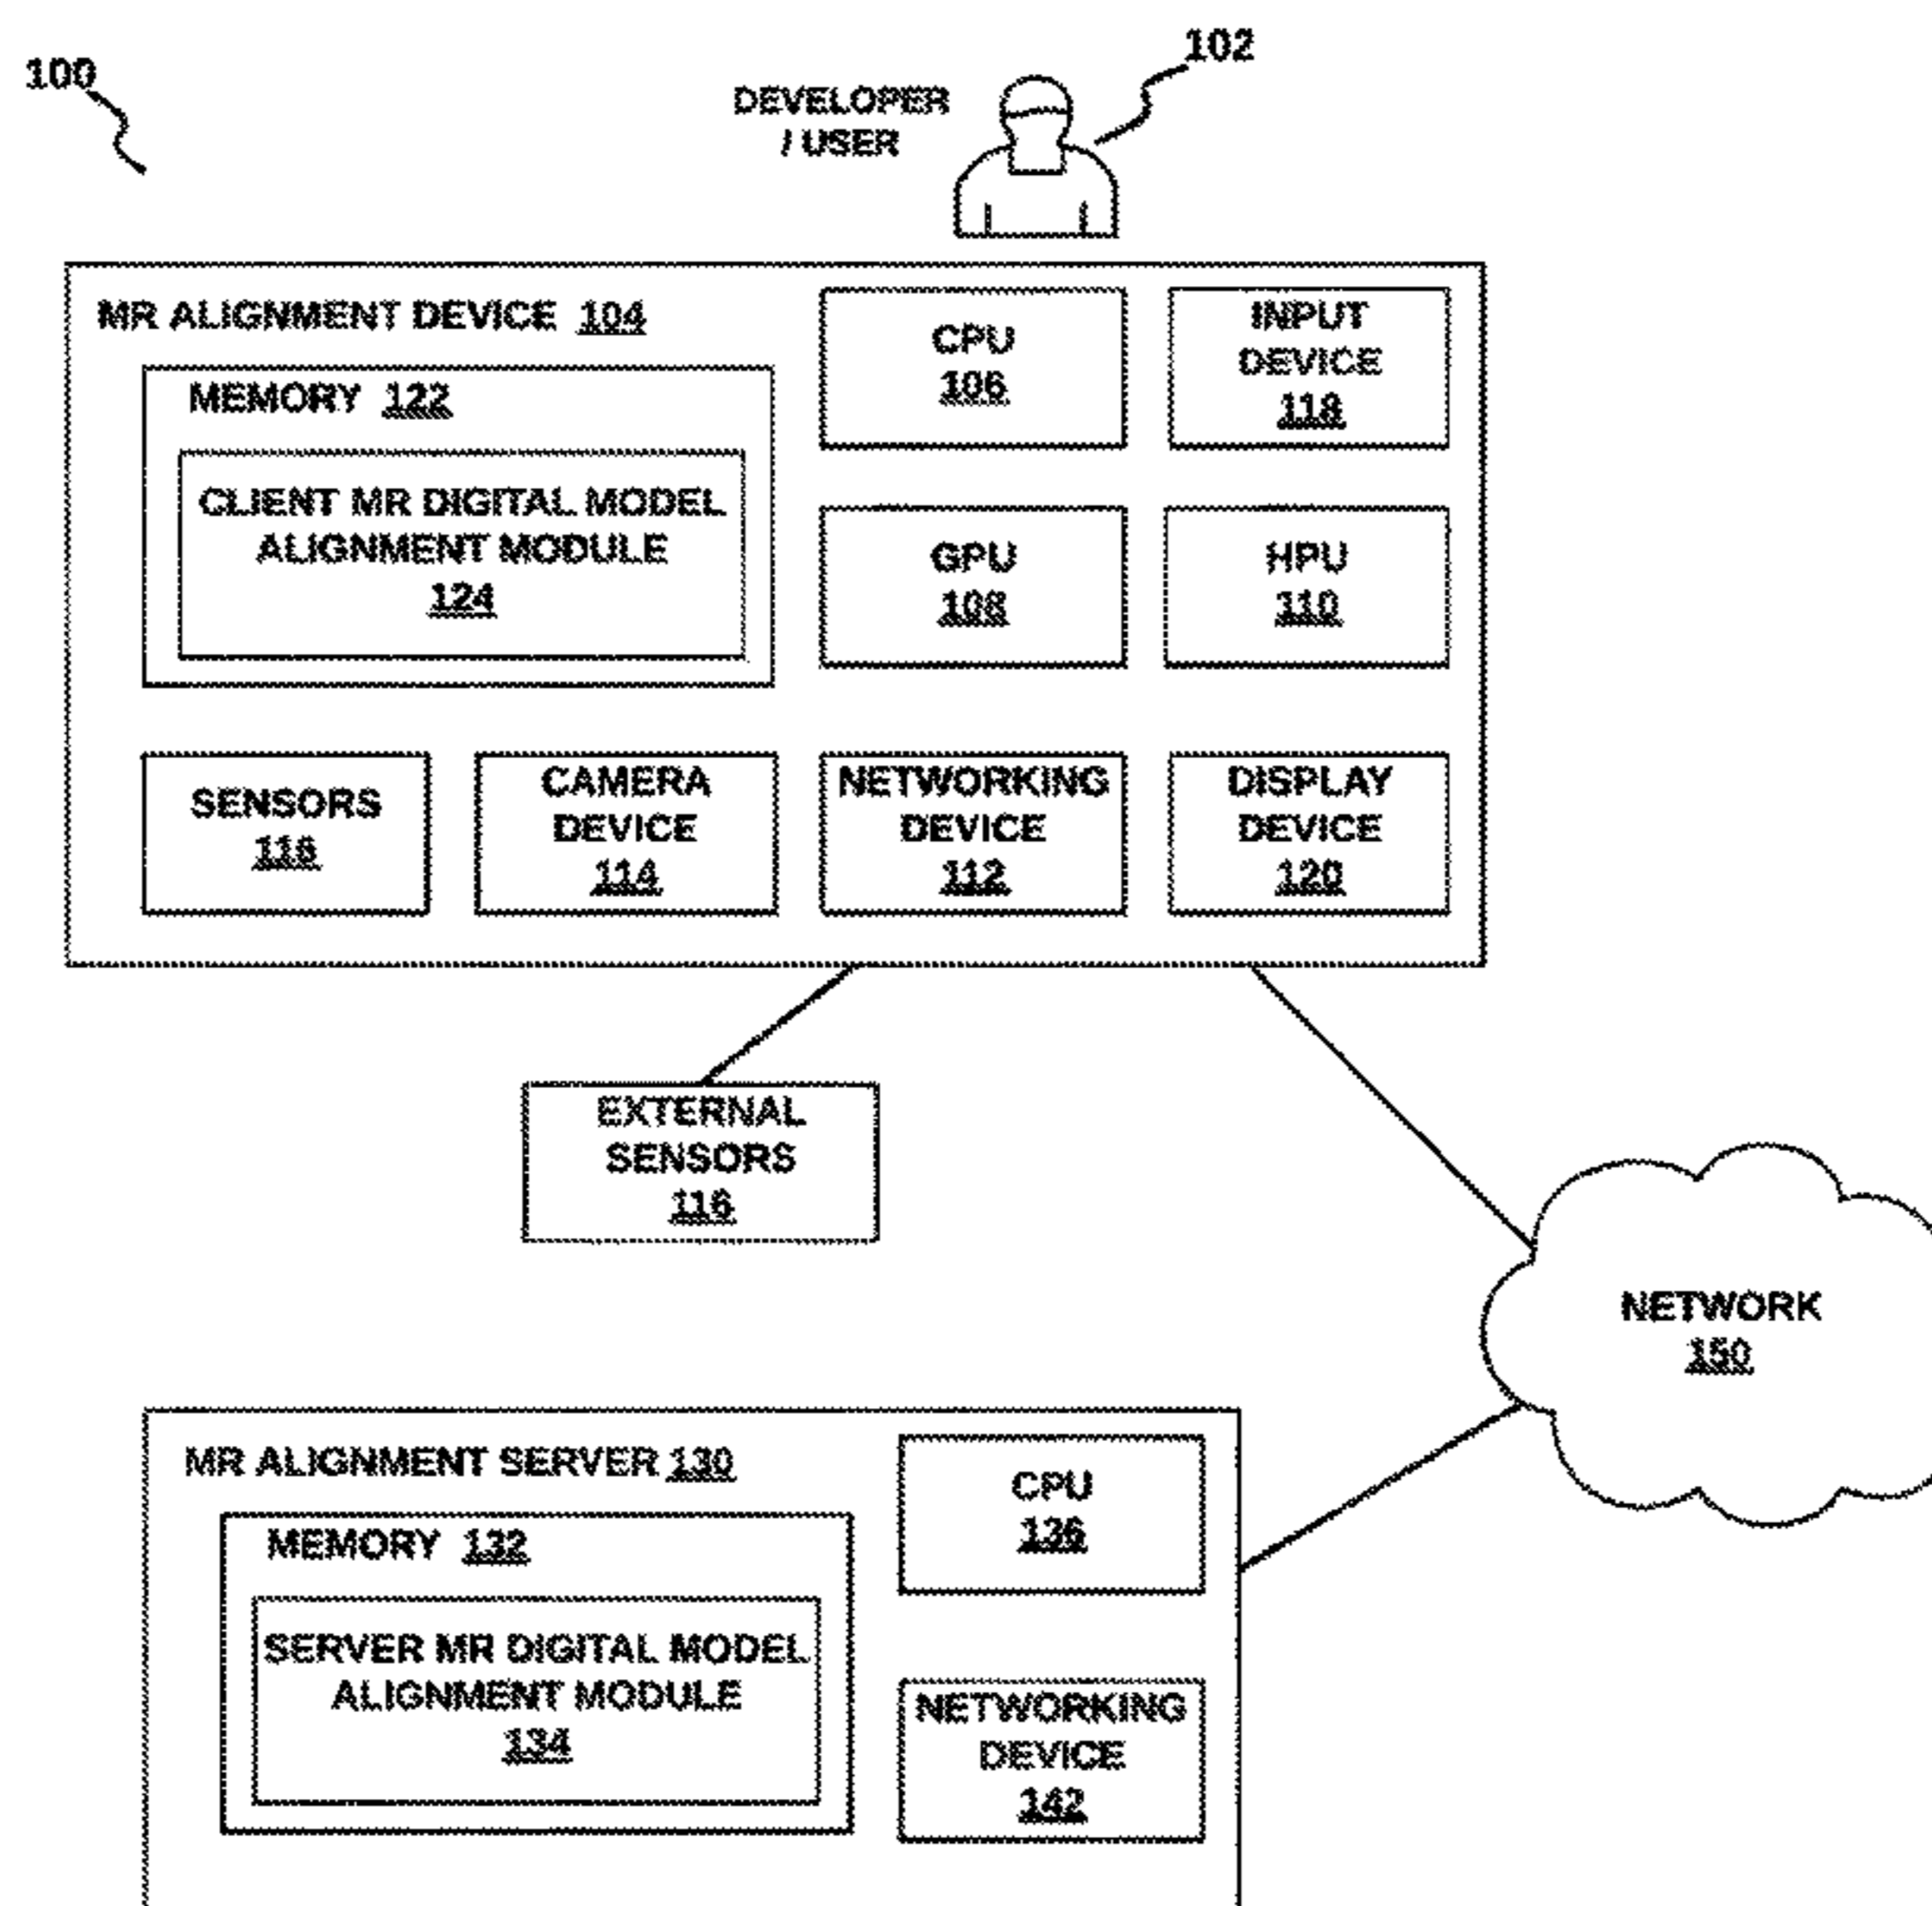 100
102
DEVELOPER
/ USER
MR ALIGNMENT DEVICE 104
MEMORY 122
CLIENT MR DIGITAL MODEL
ALIGNMENT MODULE
124
CPU
106
INPUT
DEVICE
118
GPU
108
HPU
110
SENSORS
116
CAMERA
DEVICE
114
NETWORKING
DEVICE
112
DISPLAY
DEVICE
120
EXTERNAL
SENSORS
116
NETWORK
150
MR ALIGNMENT SERVER 130
MEMORY 132
SERVER MR DIGITAL MODEL
ALIGNMENT MODULE
134
CPU
136
NETWORKING
DEVICE
142